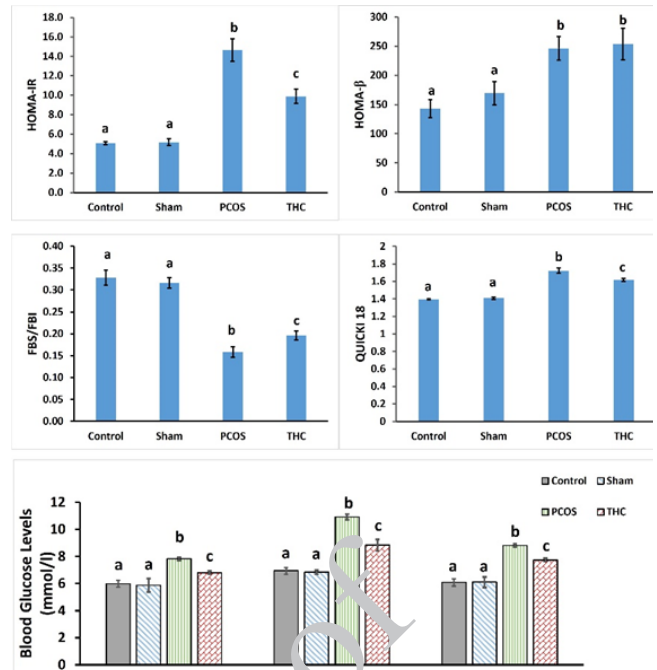 HOMA-IR
18.0
16.0
14.0
12.0
10.0
8.0
6.0
4.0
2.0
0.0
a
a
b
c
Control Sham PCOS THC
HOMA-β
300
250
200
150
100
50
0
a
a
b
b
Control Sham PCOS THC
FBS/FBI
0.40
0.35
0.30
0.25
0.20
0.15
0.10
0.05
0.00
a
a
b
c
Control Sham PCOS THC
QUICKI 18
2
1.8
1.6
1.4
1.2
1
0.8
0.6
0.4
0.2
0
a
a
b
c
Control Sham PCOS THC
Blood Glucose Levels
(mmol/l)
12
10
8
6
4
2
0
Control Sham
PCOS THC
a a b c
a a b c
a a b c